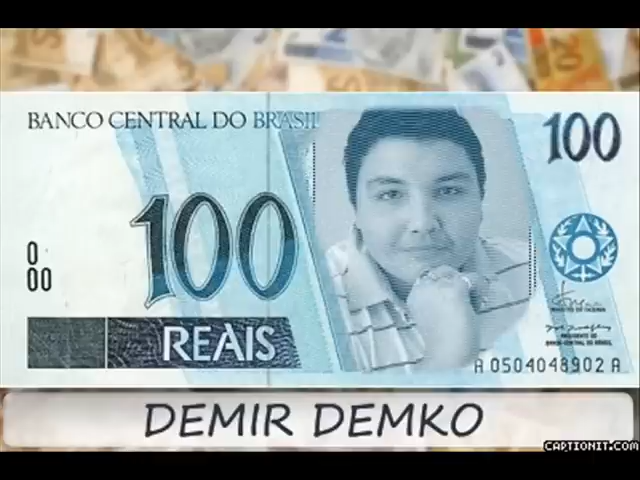 BANCO CENTRAL DO BRASIL
100
100
0
00
REAIS
A 0504048902 A
DEMIR DEMKO
CAPTIONIT.COM